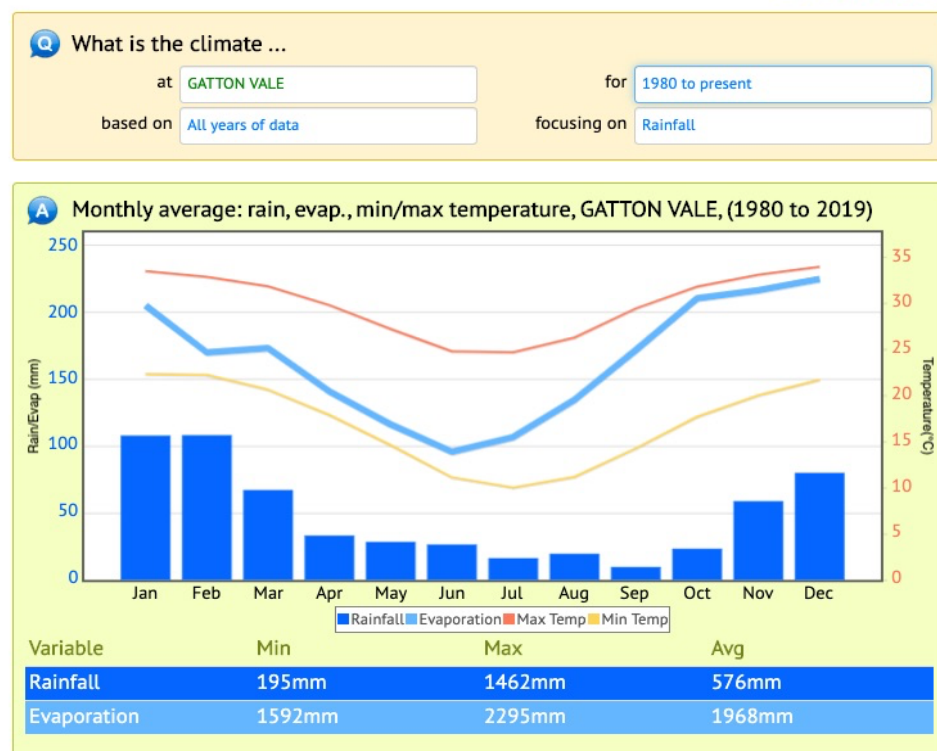 Q What is the climate ...
at GATTON VALE for 1980 to present
based on All years of data focusing on Rainfall
A Monthly average: rain, evap., min/max temperature, GATTON VALE, (1980 to 2019)
250
200
150
100
50
0
Rain/Evap (mm)
35
30
25
20
15
10
5
0
Temperature(°C)
Jan Feb Mar Apr May Jun Jul Aug Sep Oct Nov Dec
Rainfall Evaporation Max Temp Min Temp
Variable Min Max Avg
Rainfall 195mm 1462mm 576mm
Evaporation 1592mm 2295mm 1968mm